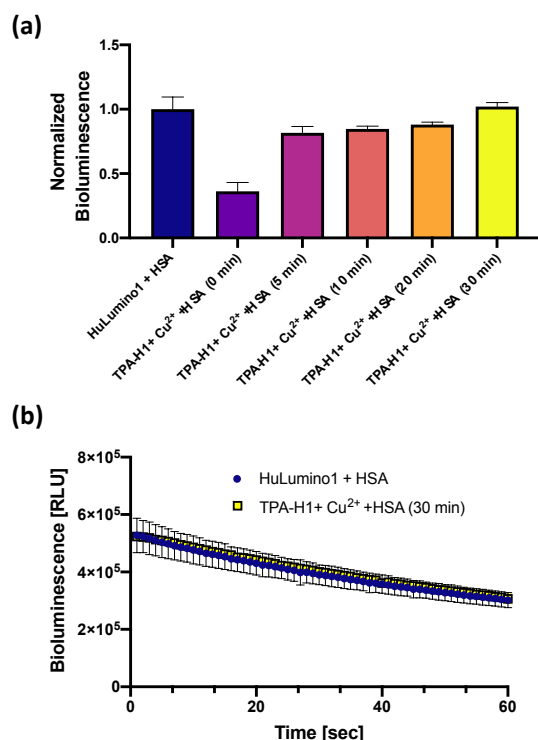 (a)
Normalized
Bioluminescence
1.5
1.0
0.5
0.0
HuLumino1 + HSA
TPA-H1+ Cu²⁺ +HSA (0 min)
TPA-H1+ Cu²⁺ +HSA (5 min)
TPA-H1+ Cu²⁺ +HSA (10 min)
TPA-H1+ Cu²⁺ +HSA (20 min)
TPA-H1+ Cu²⁺ +HSA (30 min)
(b)
Bioluminescence [RLU]
8×10⁵
6×10⁵
4×10⁵
2×10⁵
0
HuLumino1 + HSA
TPA-H1+ Cu²⁺ +HSA (30 min)
0 20 40 60
Time [sec]